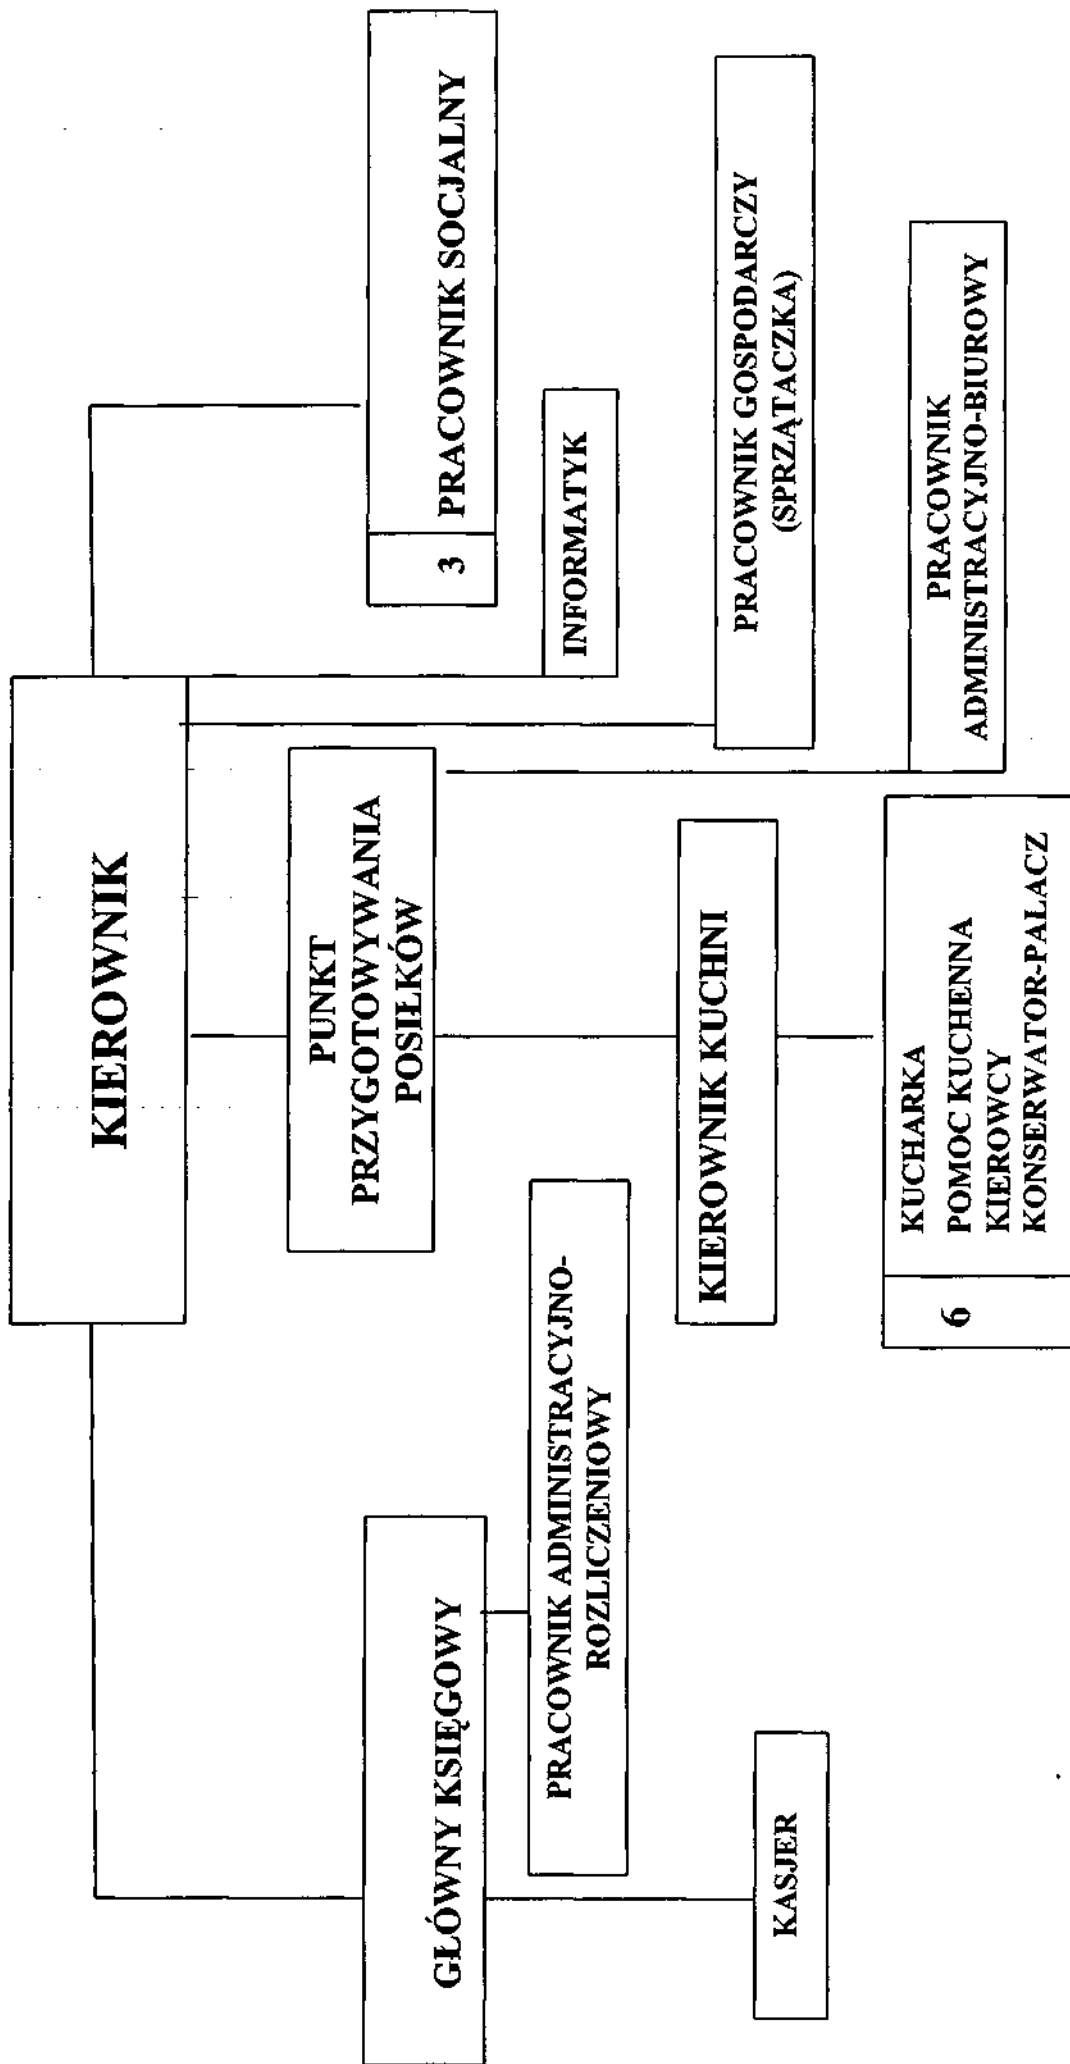 KIEROWNIK
GŁÓWNY KSIĘGOWY
PUNKT
PRZYGOTOWYWANIA
POSIŁKÓW
3 PRACOWNIK SOCJALNY
PRACOWNIK ADMINISTRACYJNO-
ROZLICZENIOWY
INFORMATYK
KASJER
KIEROWNIK KUCHNI
PRACOWNIK GOSPODARCZY
(SPRZĄTACZKA)
6
KUCHARKA
POMOC KUCHENNA
KIEROWCY
KONSERWATOR-PALACZ
PRACOWNIK
ADMINISTRACYJNO-BIUROWY